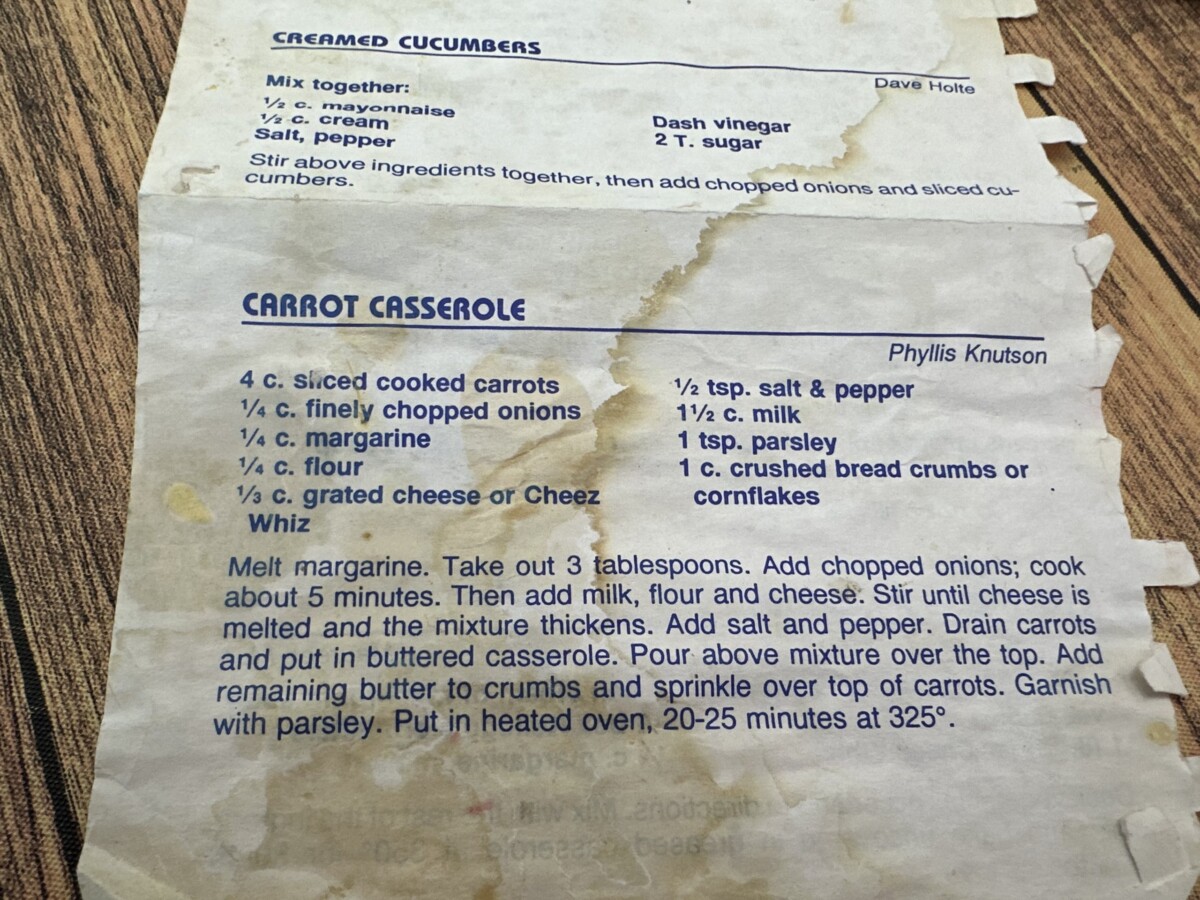 CREAMED CUCUMBERS
Dave Holte
Mix together:
½ c. mayonnaise
½ c. cream
Salt, pepper
Dash vinegar
2 T. sugar
Stir above ingredients together, then add chopped onions and sliced cu-
cumbers.
CARROT CASSEROLE
Phyllis Knutson
4 c. sliced cooked carrots
¼ c. finely chopped onions
¼ c. margarine
¼ c. flour
⅓ c. grated cheese or Cheez
Whiz
½ tsp. salt & pepper
1½ c. milk
1 tsp. parsley
1 c. crushed bread crumbs or
cornflakes
Melt margarine. Take out 3 tablespoons. Add chopped onions; cook
about 5 minutes. Then add milk, flour and cheese. Stir until cheese is
melted and the mixture thickens. Add salt and pepper. Drain carrots
and put in buttered casserole. Pour above mixture over the top. Add
remaining butter to crumbs and sprinkle over top of carrots. Garnish
with parsley. Put in heated oven, 20-25 minutes at 325°.